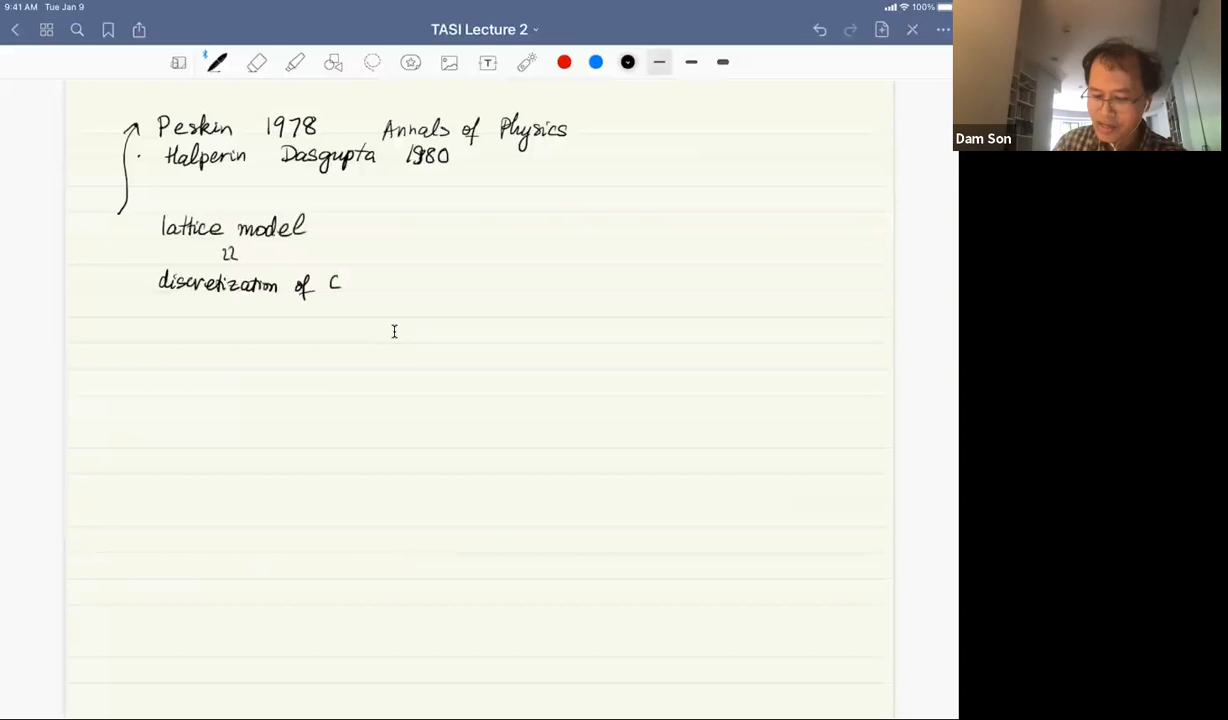 9:41 AM Tue Jan 9
100%
TASI Lecture 2
Dam Son
Peskin 1978 Annals of Physics
Halperin Dasgupta 1980
lattice model
discretization of C